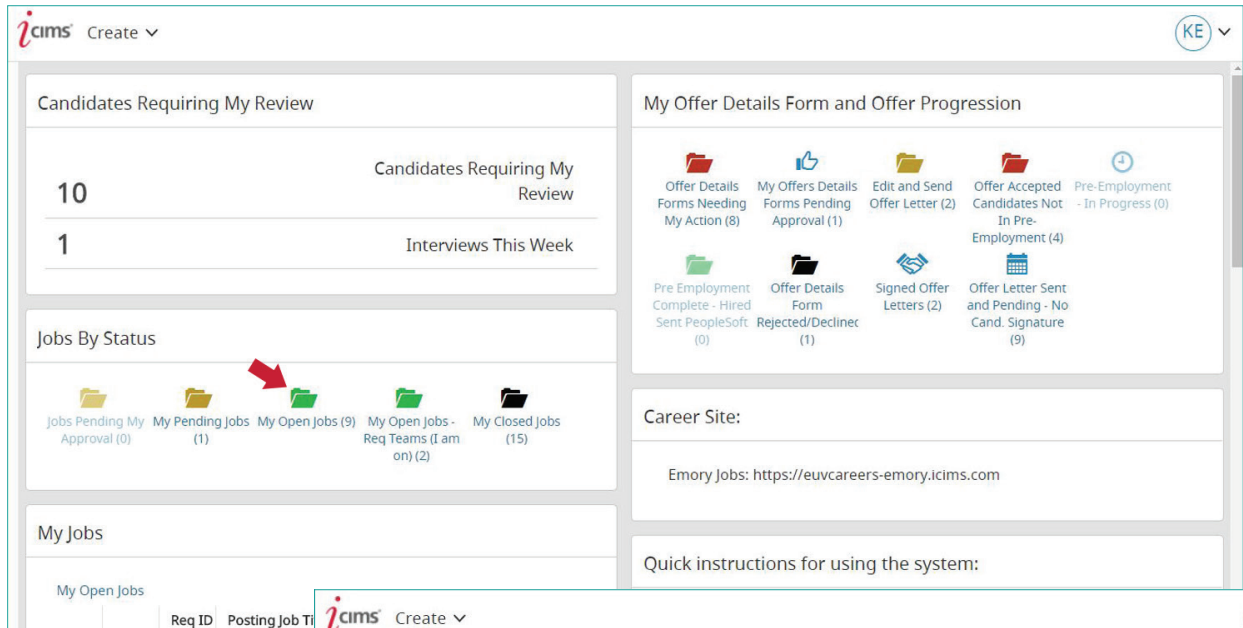 icims Create
KE
Candidates Requiring My Review
10
Candidates Requiring My
Review
1
Interviews This Week
Jobs By Status
Jobs Pending My
Approval (0)
My Pending Jobs
(1)
My Open Jobs (9)
My Open Jobs -
Req Teams (I am
on) (2)
My Closed Jobs
(15)
My Jobs
My Open Jobs
Req ID Posting Job Ti
My Offer Details Form and Offer Progression
Offer Details
Forms Needing
My Action (8)
My Offers Details
Forms Pending
Approval (1)
Edit and Send
Offer Letter (2)
Offer Accepted
Candidates Not
In Pre-
Employment (4)
Pre-Employment
- In Progress (0)
Pre Employment
Complete - Hired
Sent PeopleSoft
(0)
Offer Details
Form
Rejected/Declined
(1)
Signed Offer
Letters (2)
Offer Letter Sent
and Pending - No
Cand. Signature
(9)
Career Site:
Emory Jobs: https://euvcareers-emory.icims.com
Quick instructions for using the system:
icims Create